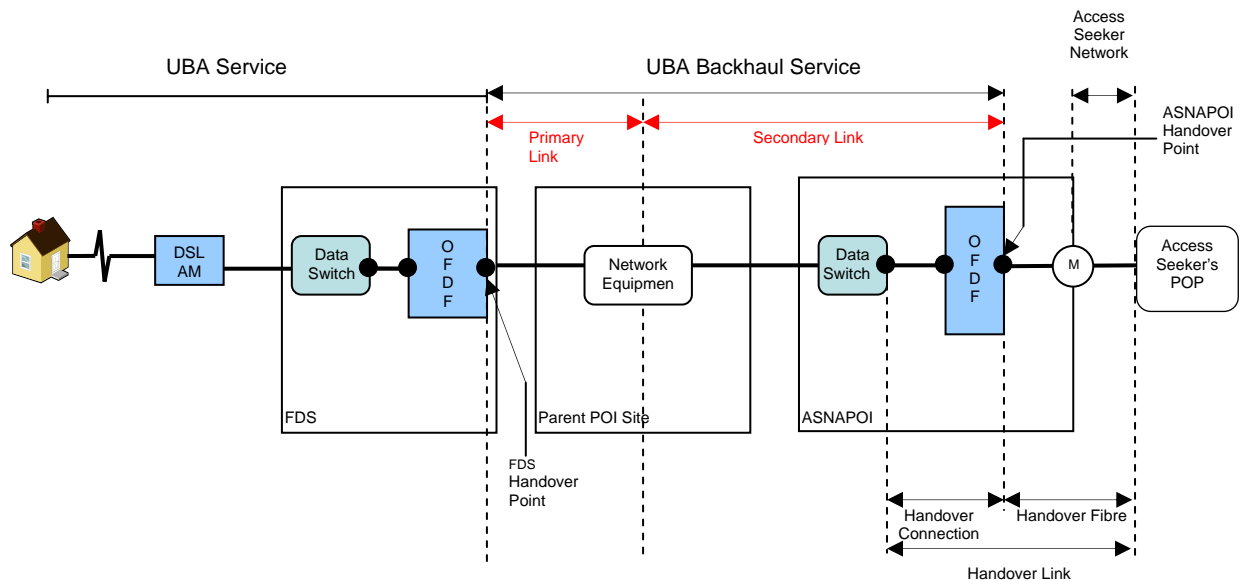 Access
Seeker
Network
UBA Service
UBA Backhaul Service
Primary
Link
Secondary Link
ASNAPOI
Handover
Point
DSL
AM
Data
Switch
O
F
D
F
Network
Equipmen
Data
Switch
O
F
D
F
M
Access
Seeker's
POP
FDS
Parent POI Site
ASNAPOI
FDS
Handover
Point
Handover
Connection
Handover Fibre
Handover Link